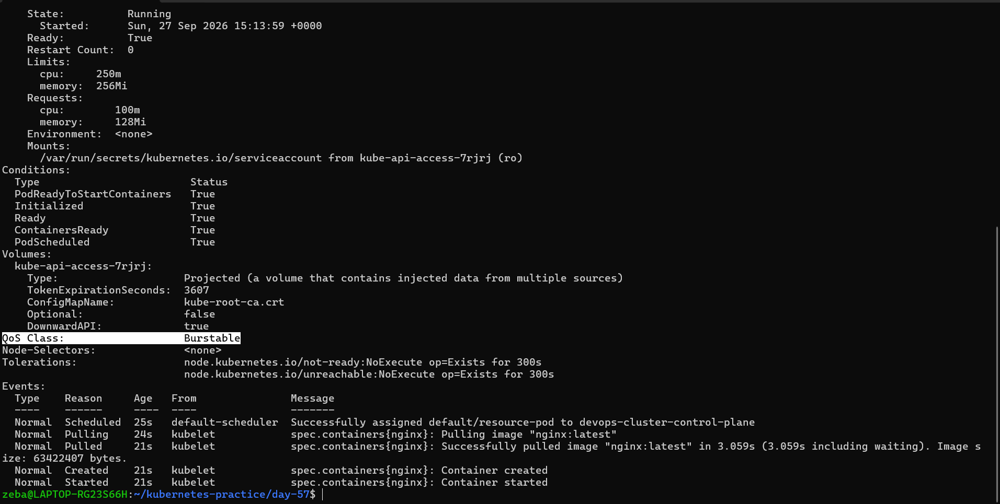 State:          Running
      Started:      Sun, 27 Sep 2026 15:13:59 +0000
    Ready:          True
    Restart Count:  0
    Limits:
      cpu:     250m
      memory:  256Mi
    Requests:
      cpu:        100m
      memory:     128Mi
    Environment:  <none>
    Mounts:
      /var/run/secrets/kubernetes.io/serviceaccount from kube-api-access-7rjrj (ro)
Conditions:
  Type                        Status
  PodReadyToStartContainers   True
  Initialized                 True
  Ready                       True
  ContainersReady             True
  PodScheduled                True
Volumes:
  kube-api-access-7rjrj:
    Type:                    Projected (a volume that contains injected data from multiple sources)
    TokenExpirationSeconds:  3607
    ConfigMapName:           kube-root-ca.crt
    Optional:                false
    DownwardAPI:             true
QoS Class:                   Burstable
Node-Selectors:              <none>
Tolerations:                 node.kubernetes.io/not-ready:NoExecute op=Exists for 300s
                             node.kubernetes.io/unreachable:NoExecute op=Exists for 300s
Events:
  Type    Reason     Age   From               Message
  ----    ------     ----  ----               -------
  Normal  Scheduled  25s   default-scheduler  Successfully assigned default/resource-pod to devops-cluster-control-plane
  Normal  Pulling    24s   kubelet            spec.containers{nginx}: Pulling image "nginx:latest"
  Normal  Pulled     21s   kubelet            spec.containers{nginx}: Successfully pulled image "nginx:latest" in 3.059s (3.059s including waiting). Image s
ize: 63422407 bytes.
  Normal  Created    21s   kubelet            spec.containers{nginx}: Container created
  Normal  Started    21s   kubelet            spec.containers{nginx}: Container started
zeba@LAPTOP-RG23S66H:~/kubernetes-practice/day-57$